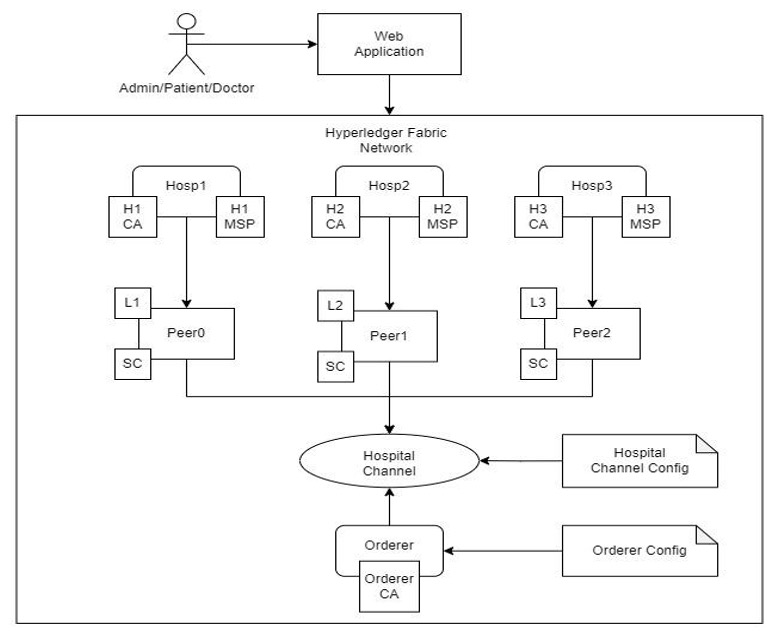 Web
Application
Admin/Patient/Doctor
Hyperledger Fabric
Network
Hosp1
H1
CA
H1
MSP
Hosp2
H2
CA
H2
MSP
Hosp3
H3
CA
H3
MSP
L1
Peer0
SC
L2
Peer1
SC
L3
Peer2
SC
Hospital
Channel
Hospital
Channel Config
Orderer
Orderer
CA
Orderer Config